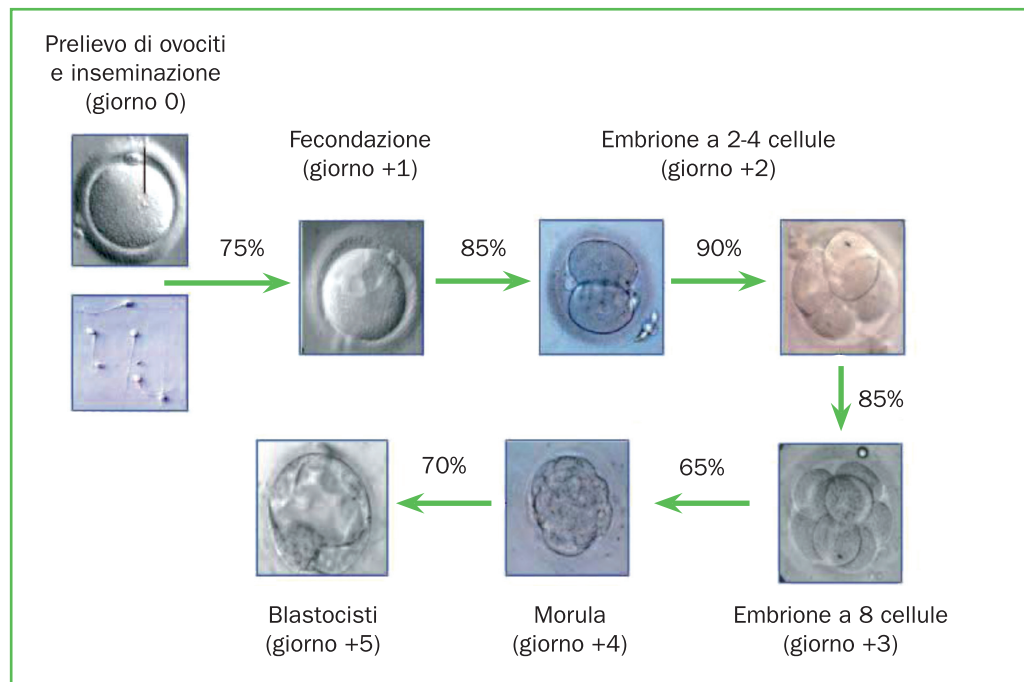 Prelievo di ovociti
e inseminazione
(giorno 0)
75%
Fecondazione
(giorno +1)
85%
Embrione a 2-4 cellule
(giorno +2)
90%
85%
Embrione a 8 cellule
(giorno +3)
65%
Morula
(giorno +4)
70%
Blastocisti
(giorno +5)